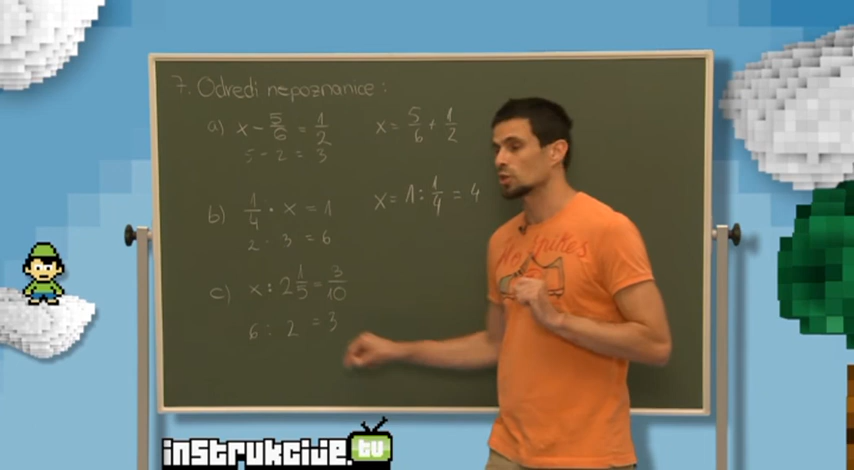 7. Odredi nepoznanice:
a) x - 5/6 = 1/2
x = 5/6 + 1/2
5 - 2 = 3
b) 1/4 · x = 1
x = 1 : 1/4 = 4
2 · 3 = 6
c) x : 2 1/5 = 3/10
6 : 2 = 3
instrukcije.tv